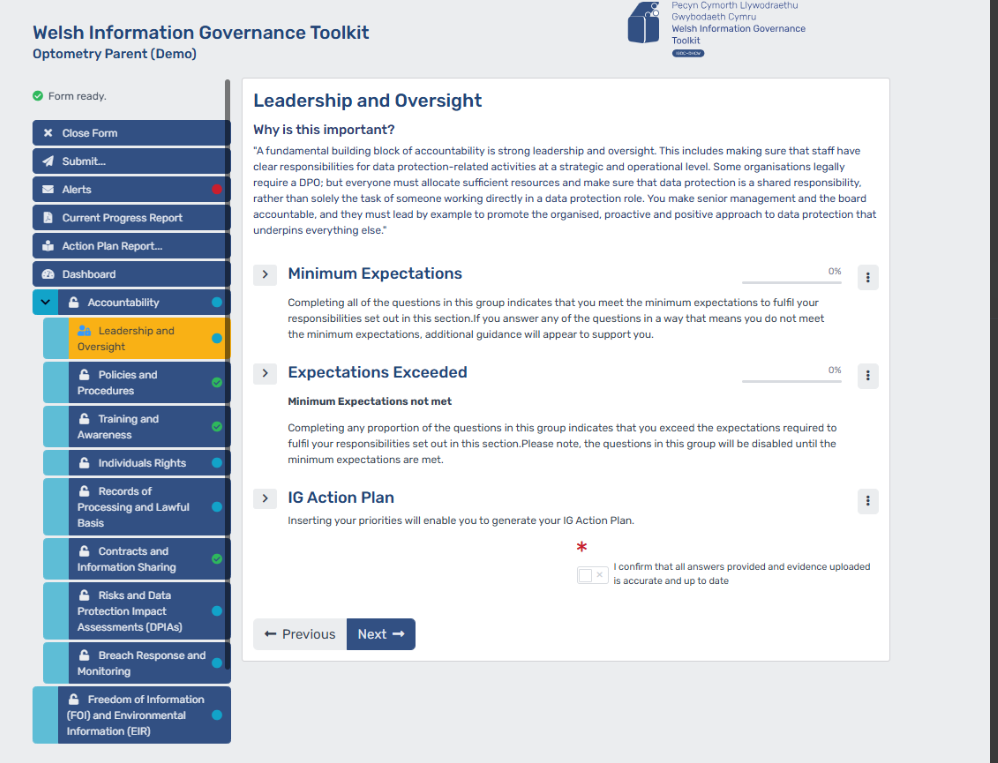 Welsh Information Governance Toolkit
Optometry Parent (Demo)
Pecyn Cymorth Llywodraethu
Gwybodaeth Cymru
Welsh Information Governance
Toolkit
Form ready.
Close Form
Submit...
Alerts
Current Progress Report
Action Plan Report...
Dashboard
Accountability
Leadership and
Oversight
Policies and
Procedures
Training and
Awareness
Individuals Rights
Records of
Processing and Lawful
Basis
Contracts and
Information Sharing
Risks and Data
Protection Impact
Assessments (DPIAs)
Breach Response and
Monitoring
Freedom of Information
(FOI) and Environmental
Information (EIR)
Leadership and Oversight
Why is this important?
"A fundamental building block of accountability is strong leadership and oversight. This includes making sure that staff have
clear responsibilities for data protection-related activities at a strategic and operational level. Some organisations legally
require a DPO; but everyone must allocate sufficient resources and make sure that data protection is a shared responsibility,
rather than solely the task of someone working directly in a data protection role. You make senior management and the board
accountable, and they must lead by example to promote the organised, proactive and positive approach to data protection that
underpins everything else."
Minimum Expectations
0%
Completing all of the questions in this group indicates that you meet the minimum expectations to fulfil your
responsibilities set out in this section.If you answer any of the questions in a way that means you do not meet
the minimum expectations, additional guidance will appear to support you.
Expectations Exceeded
0%
Minimum Expectations not met
Completing any proportion of the questions in this group indicates that you exceed the expectations required to
fulfil your responsibilities set out in this section.Please note, the questions in this group will be disabled until the
minimum expectations are met.
IG Action Plan
Inserting your priorities will enable you to generate your IG Action Plan.
*
I confirm that all answers provided and evidence uploaded
is accurate and up to date
Previous
Next